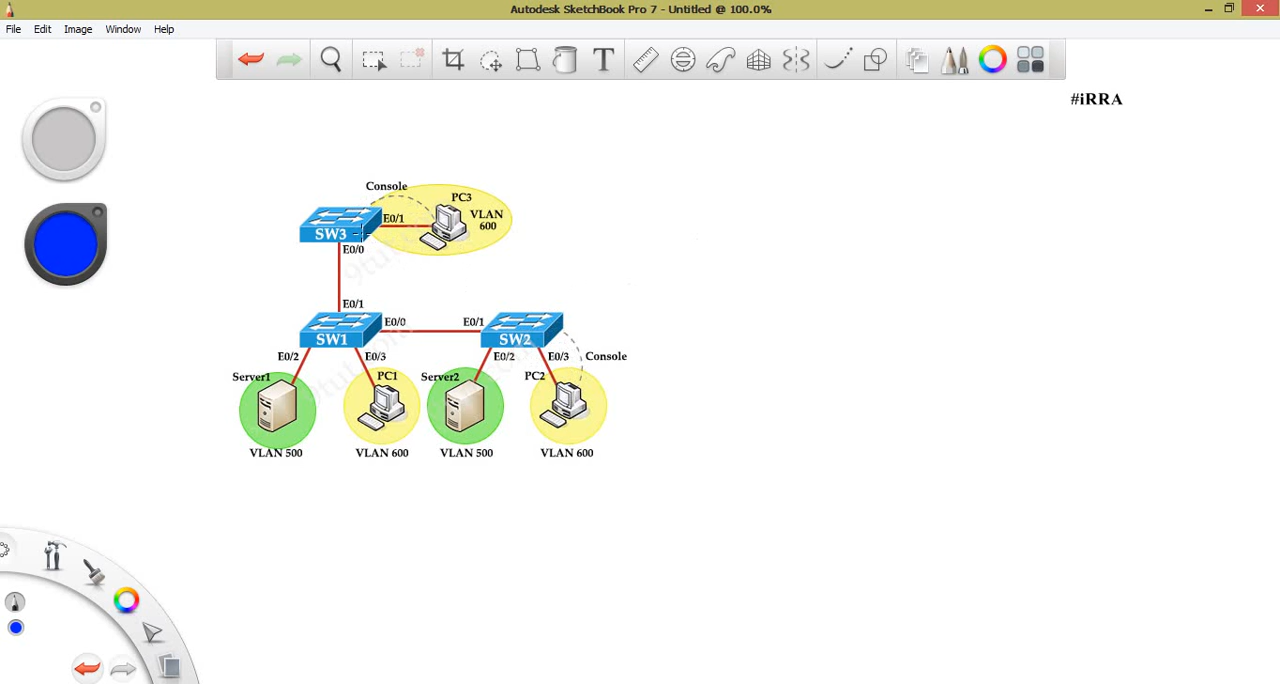 Autodesk SketchBook Pro 7 - Untitled @ 100.0%
File Edit Image Window Help
T
#iRRA
Console
PC3
VLAN
600
E0/1
SW3
E0/0
E0/1
E0/0
E0/1
SW1
SW2
E0/2
E0/3
E0/2
E0/3
Console
Server1
PC1
Server2
PC2
VLAN 500
VLAN 600
VLAN 500
VLAN 600